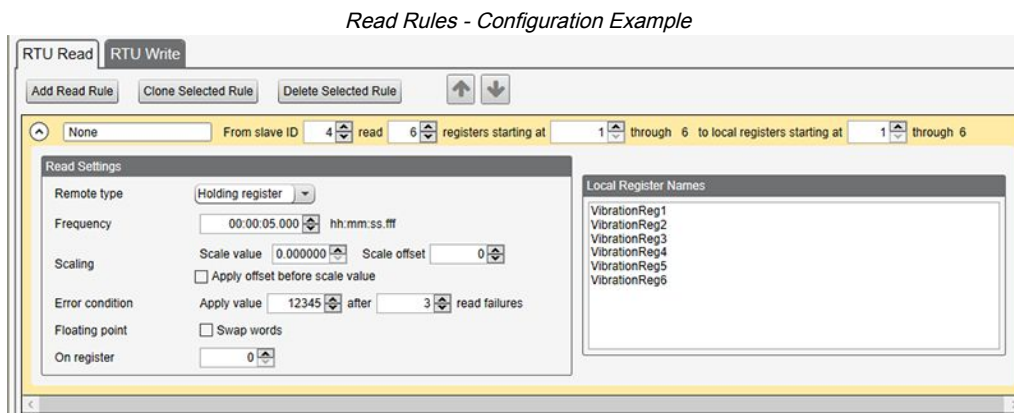 Read Rules - Configuration Example
RTU Read RTU Write
Add Read Rule Clone Selected Rule Delete Selected Rule
None From slave ID 4 read 6 registers starting at 1 through 6 to local registers starting at 1 through 6
Read Settings
Remote type Holding register
Frequency 00:00:05.000 hh:mm:ss.fff
Scaling Scale value 0.000000 Scale offset 0
Apply offset before scale value
Error condition Apply value 12345 after 3 read failures
Floating point Swap words
On register 0
Local Register Names
VibrationReg1
VibrationReg2
VibrationReg3
VibrationReg4
VibrationReg5
VibrationReg6